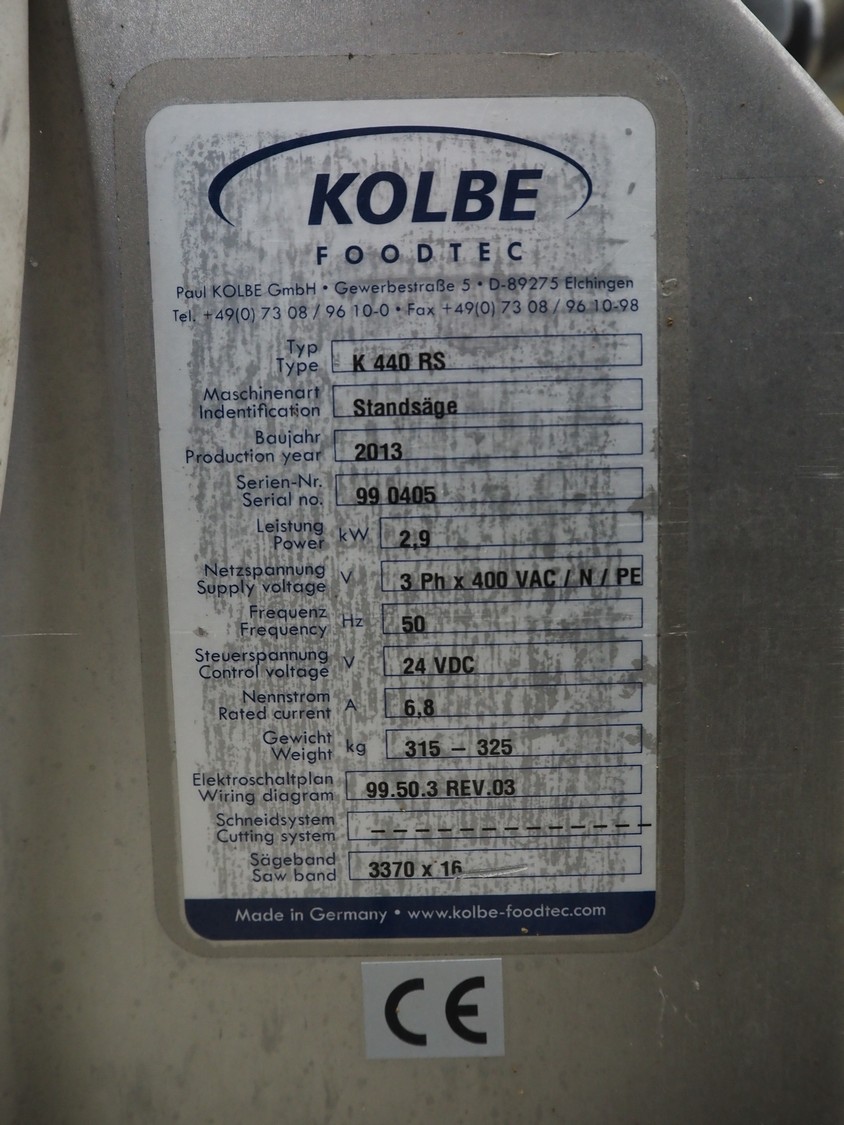 KOLBE
FOODTEC
Paul KOLBE GmbH • Gewerbestraße 5 • D-89275 Elchingen
Tel. +49(0) 73 08 / 96 10-0 • Fax +49(0) 73 08 / 96 10-98
Typ
Type K 440 RS
Maschinenart
Indentification Standsäge
Baujahr
Production year 2013
Serien-Nr.
Serial no. 99 0405
Leistung
Power kW 2,9
Netzspannung
Supply voltage V 3 Ph x 400 VAC / N / PE
Frequenz
Frequency Hz 50
Steuerspannung
Control voltage V 24 VDC
Nennstrom
Rated current A 6,8
Gewicht
Weight kg 315 – 325
Elektroschaltplan
Wiring diagram 99.50.3 REV.03
Schneidsystem
Cutting system – – – – – – – – – – – – –
Sägeband
Saw band 3370 x 16
Made in Germany • www.kolbe-foodtec.com
CE